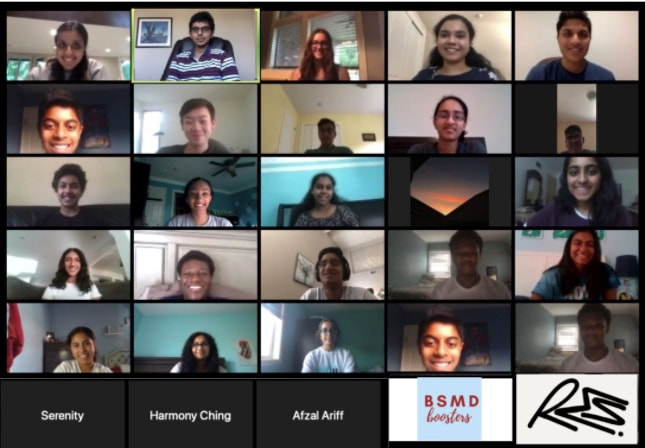 Serenity
Harmony Ching
Afzal Ariff
BSMD
boosters